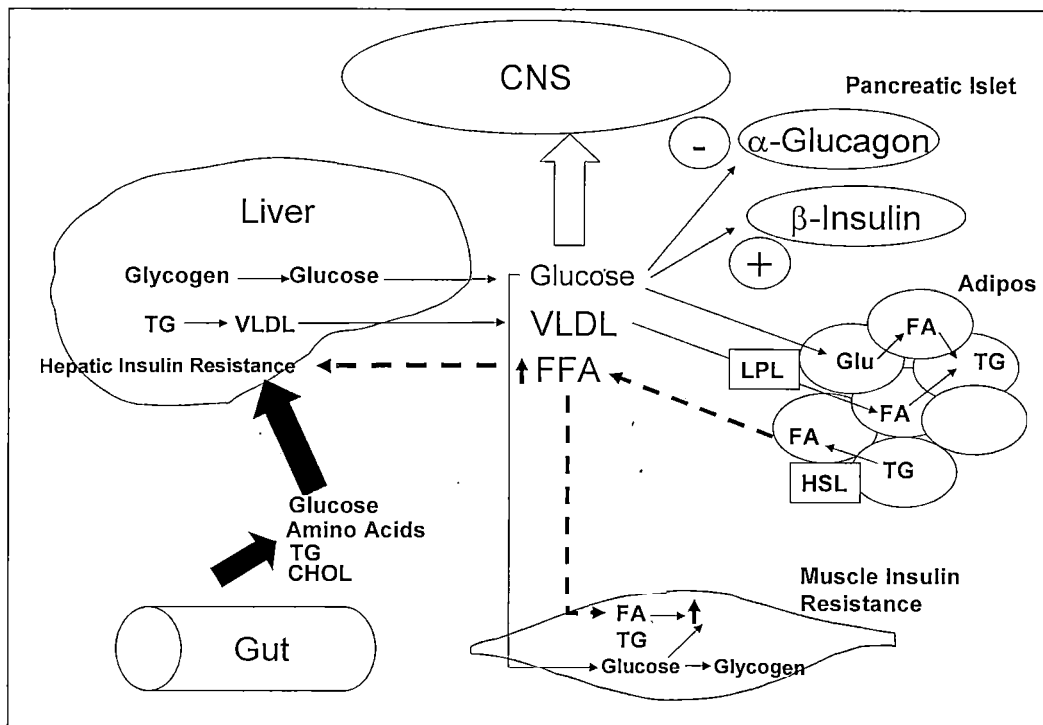 CNS
Pancreatic Islet
-
α-Glucagon
β-Insulin
+
Liver
Glycogen
Glucose
Glucose
TG
VLDL
VLDL
Hepatic Insulin Resistance
FFA
Adipos
FA
Glu
TG
LPL
FA
FA
TG
HSL
Glucose
Amino Acids
TG
CHOL
Gut
Muscle Insulin
Resistance
FA
TG
Glucose
Glycogen